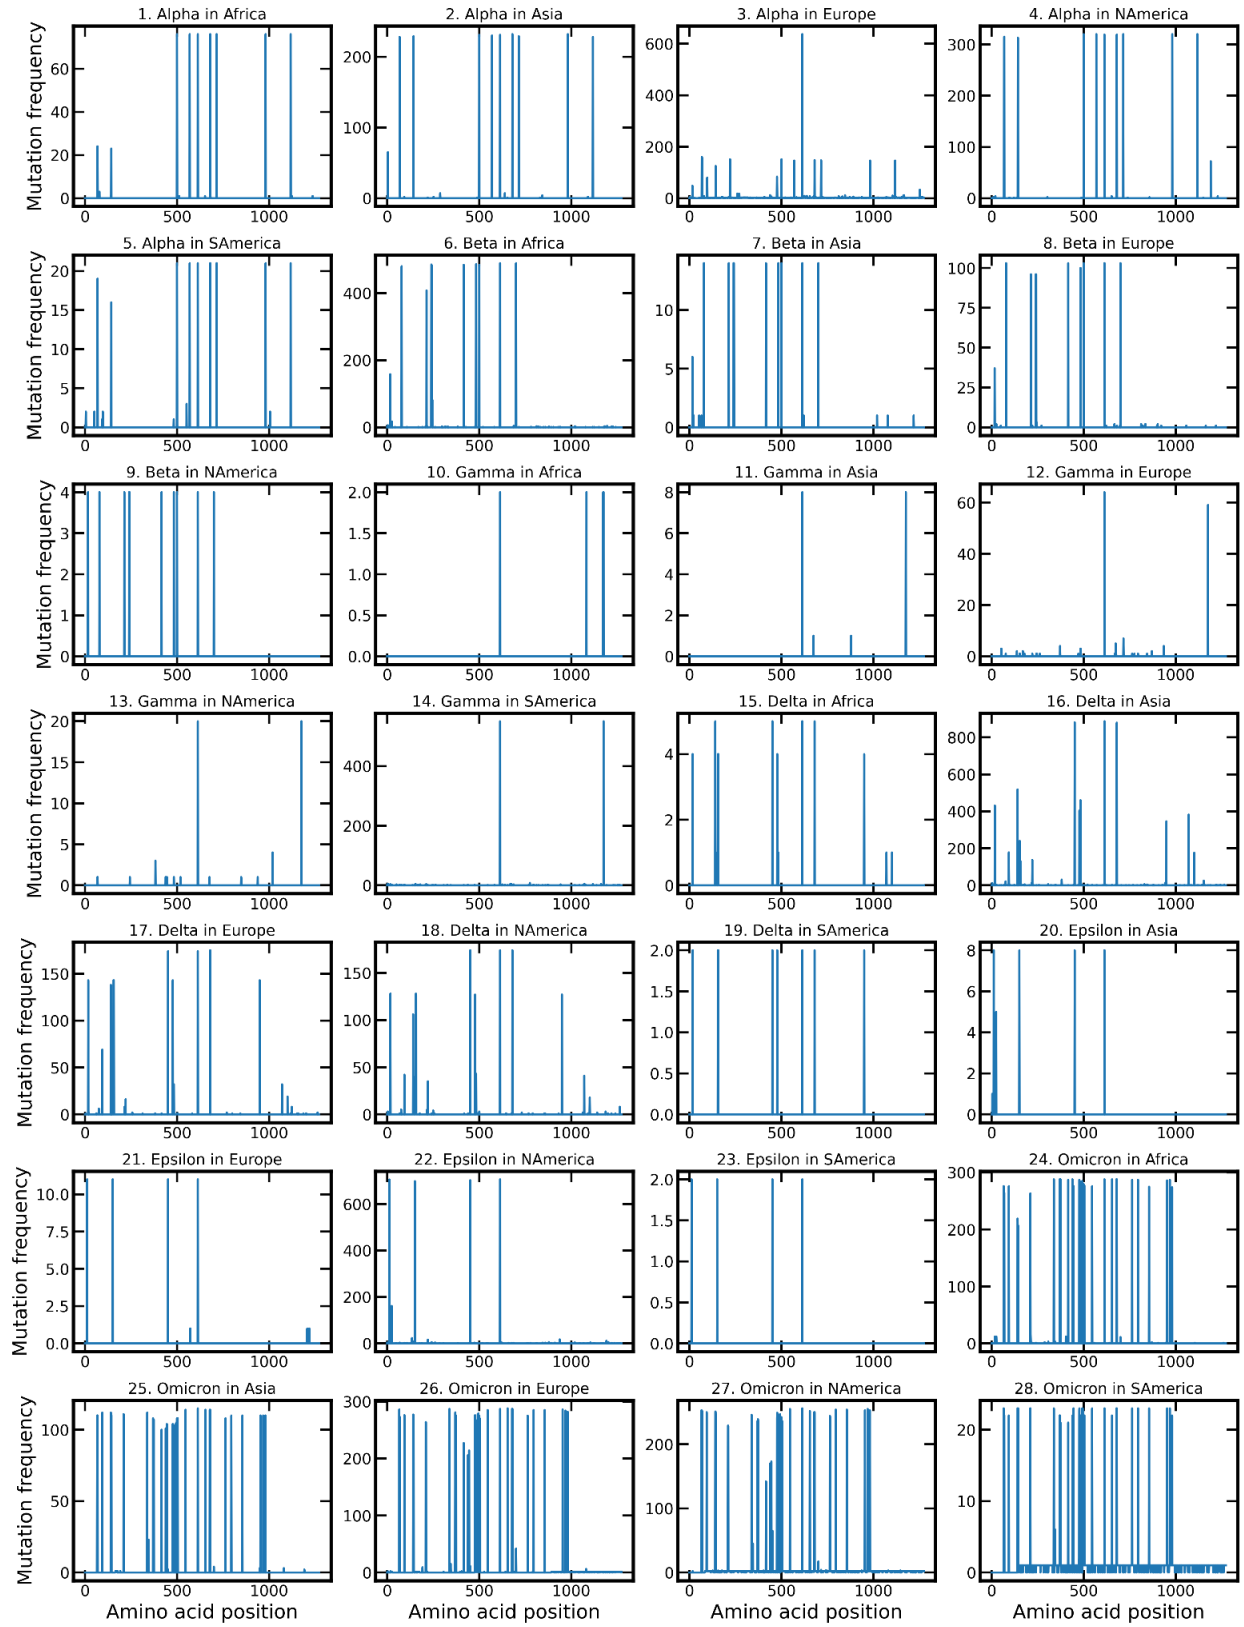 1. Alpha in Africa
2. Alpha in Asia
3. Alpha in Europe
4. Alpha in NAmerica
Mutation frequency
60
40
20
0
0 500 1000
200
100
0
0 500 1000
600
400
200
0
0 500 1000
300
200
100
0
0 500 1000
5. Alpha in SAmerica
6. Beta in Africa
7. Beta in Asia
8. Beta in Europe
Mutation frequency
20
15
10
5
0
0 500 1000
400
200
0
0 500 1000
10
5
0
0 500 1000
100
75
50
25
0
0 500 1000
9. Beta in NAmerica
10. Gamma in Africa
11. Gamma in Asia
12. Gamma in Europe
Mutation frequency
4
3
2
1
0
0 500 1000
2.0
1.5
1.0
0.5
0.0
0 500 1000
8
6
4
2
0
0 500 1000
60
40
20
0
0 500 1000
13. Gamma in NAmerica
14. Gamma in SAmerica
15. Delta in Africa
16. Delta in Asia
Mutation frequency
20
15
10
5
0
0 500 1000
400
200
0
0 500 1000
4
2
0
0 500 1000
800
600
400
200
0
0 500 1000
17. Delta in Europe
18. Delta in NAmerica
19. Delta in SAmerica
20. Epsilon in Asia
Mutation frequency
150
100
50
0
0 500 1000
150
100
50
0
0 500 1000
2.0
1.5
1.0
0.5
0.0
0 500 1000
8
6
4
2
0
0 500 1000
21. Epsilon in Europe
22. Epsilon in NAmerica
23. Epsilon in SAmerica
24. Omicron in Africa
Mutation frequency
10.0
7.5
5.0
2.5
0.0
0 500 1000
600
400
200
0
0 500 1000
2.0
1.5
1.0
0.5
0.0
0 500 1000
300
200
100
0
0 500 1000
25. Omicron in Asia
26. Omicron in Europe
27. Omicron in NAmerica
28. Omicron in SAmerica
Mutation frequency
100
50
0
0 500 1000
Amino acid position
300
200
100
0
0 500 1000
Amino acid position
200
100
0
0 500 1000
Amino acid position
20
10
0
0 500 1000
Amino acid position